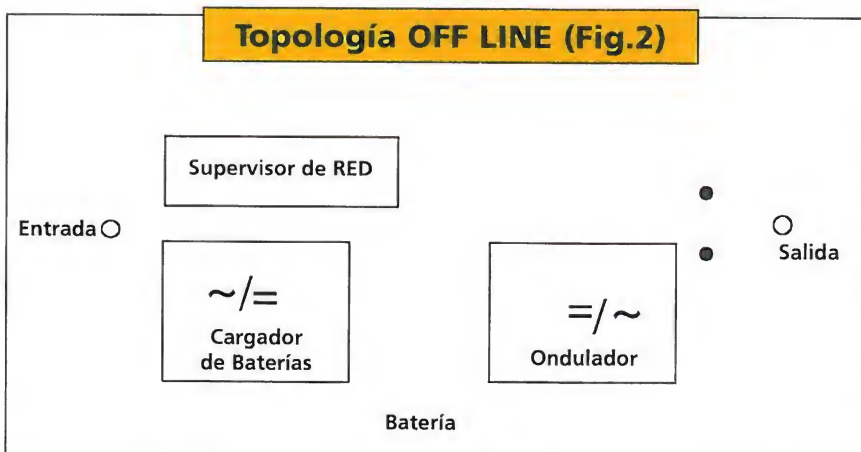 Topología OFF LINE (Fig.2)
Supervisor de RED
Entrada
Salida
~/=
Cargador
de Baterías
=/~
Ondulador
Batería